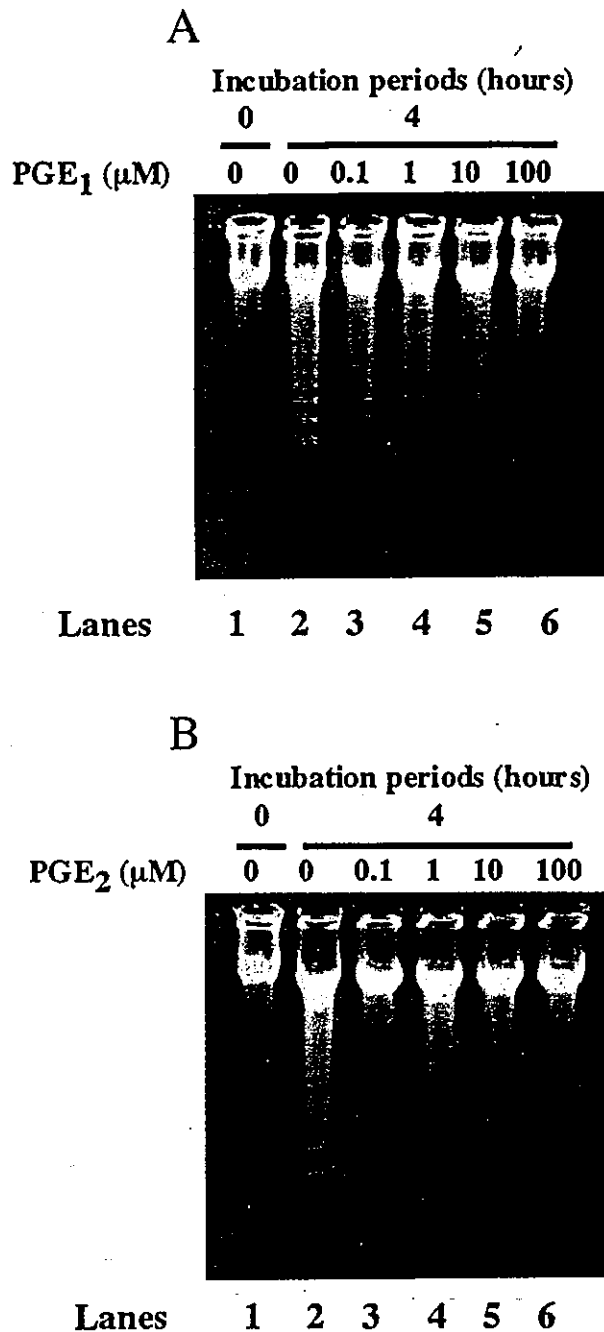 A
Incubation periods (hours)
0 4
PGE1 (μM) 0 0 0.1 1 10 100
Lanes 1 2 3 4 5 6
B
Incubation periods (hours)
0 4
PGE2 (μM) 0 0 0.1 1 10 100
Lanes 1 2 3 4 5 6